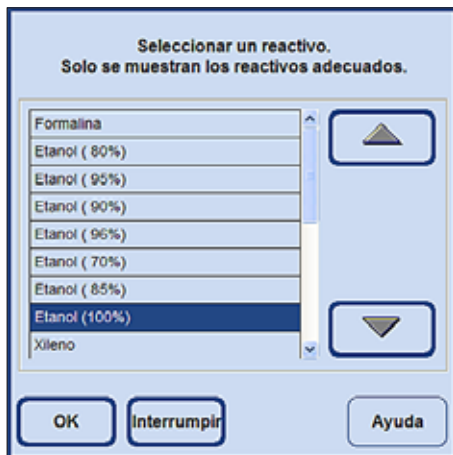 Seleccionar un reactivo.
Solo se muestran los reactivos adecuados.
Formalina
Etanol ( 80%)
Etanol ( 95%)
Etanol ( 90%)
Etanol ( 96%)
Etanol ( 70%)
Etanol ( 85%)
Etanol (100%)
Xileno
OK
Interrumpir
Ayuda